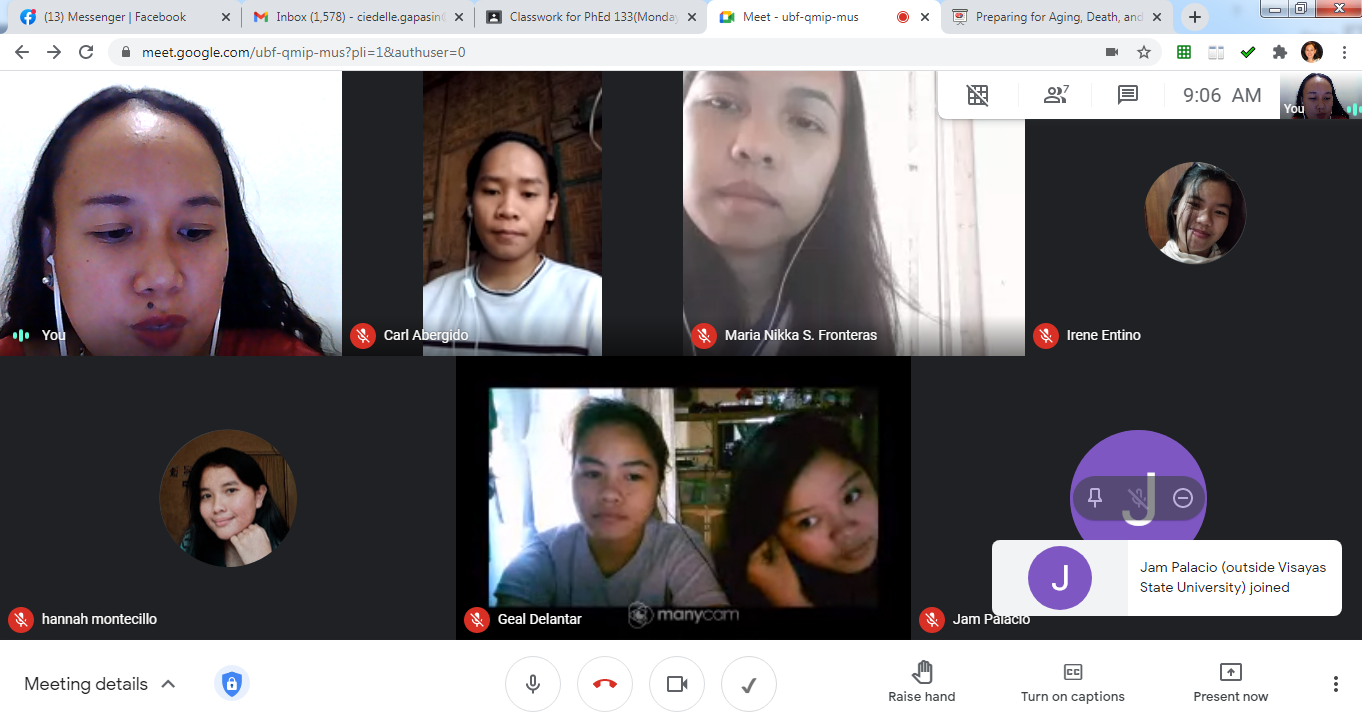 (13) Messenger | Facebook
Inbox (1,578) - ciedelle.gapasin@
Classwork for PhEd 133(Monday
Meet - ubf-qmip-mus
Preparing for Aging, Death, and
meet.google.com/ubf-qmip-mus?pli=1&authuser=0
7
9:06 AM
You
You
Carl Abergido
Maria Nikka S. Fronteras
Irene Entino
J
J
Jam Palacio (outside Visayas
State University) joined
manycam
hannah montecillo
Geal Delantar
Jam Palacio
Meeting details
Raise hand
Turn on captions
Present now